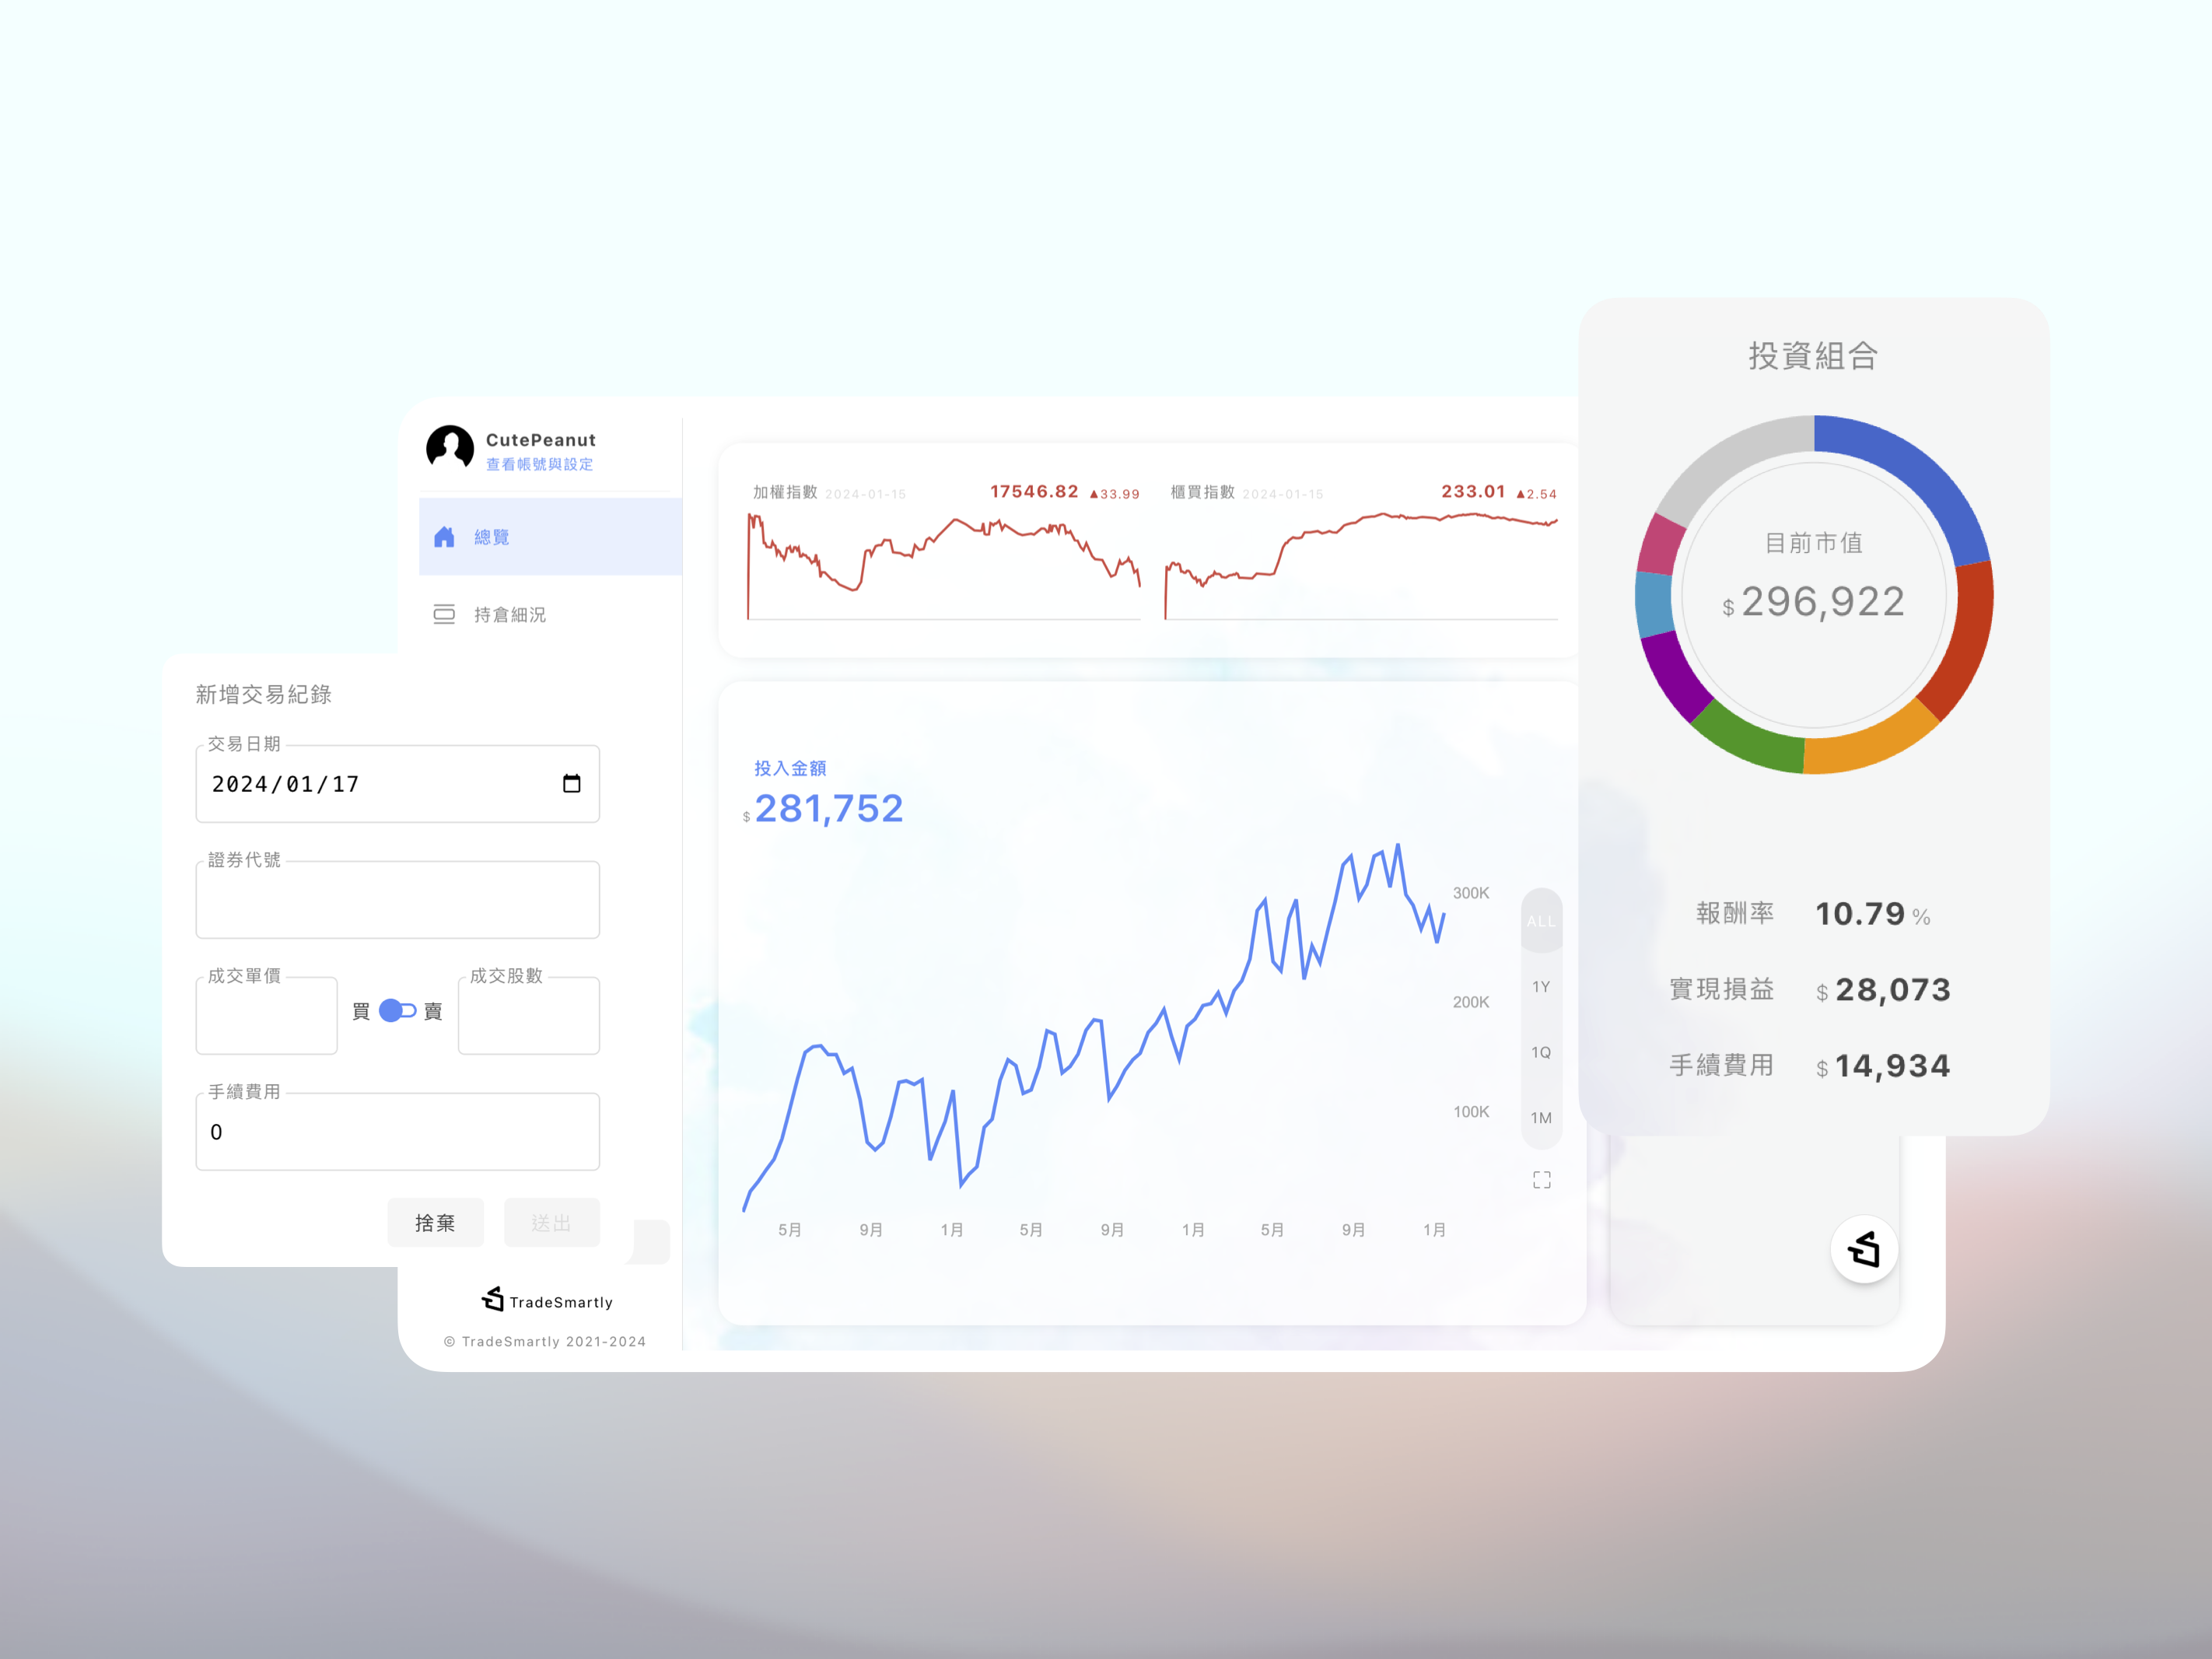 CutePeanut
查看帳號與設定
總覽
持倉細況
新增交易紀錄
交易日期
2024/01/17
證券代號
成交單價
買
賣
成交股數
手續費用
0
捨棄
送出
TradeSmartly
© TradeSmartly 2021-2024
加權指數 2024-01-15 17546.82 ▲33.99
櫃買指數 2024-01-15 233.01 ▲2.54
投入金額
$ 281,752
300K
200K
100K
5月 9月 1月 5月 9月 1月 5月 9月 1月
ALL
1Y
1Q
1M
投資組合
目前市值
$ 296,922
報酬率 10.79 %
實現損益 $ 28,073
手續費用 $ 14,934